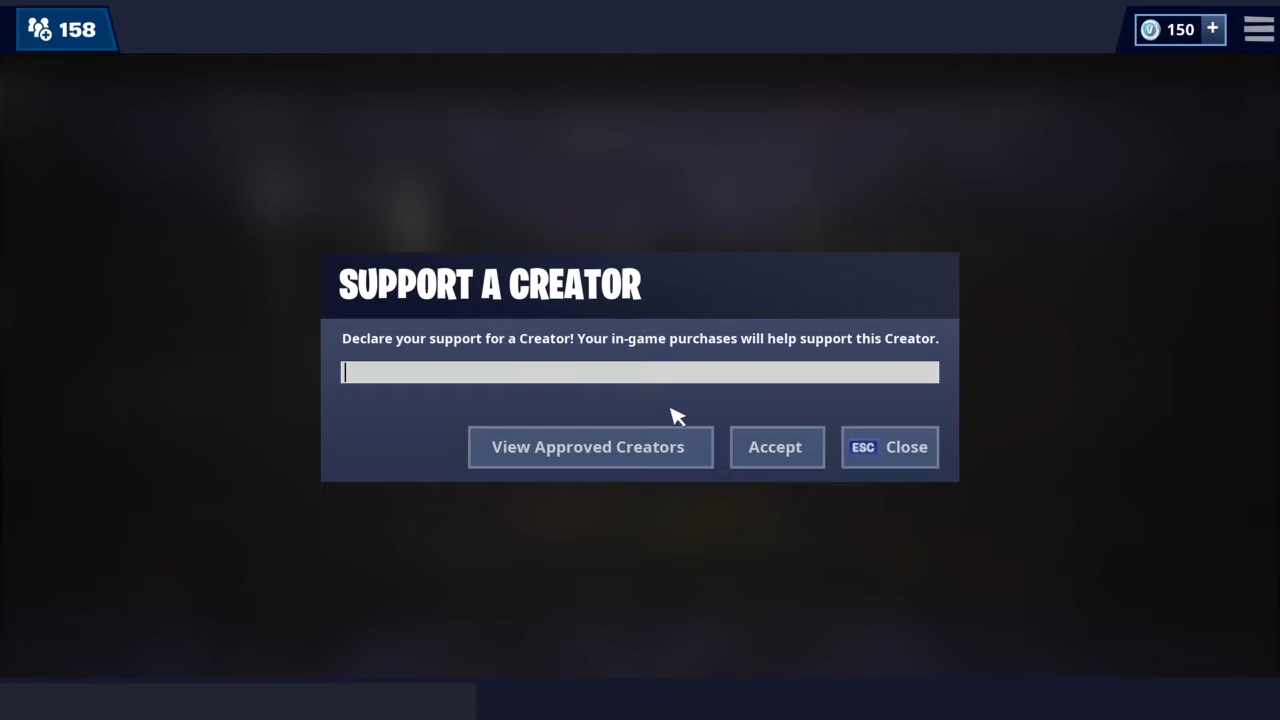 158
150 +
SUPPORT A CREATOR
Declare your support for a Creator! Your in-game purchases will help support this Creator.
View Approved Creators
Accept
ESC Close